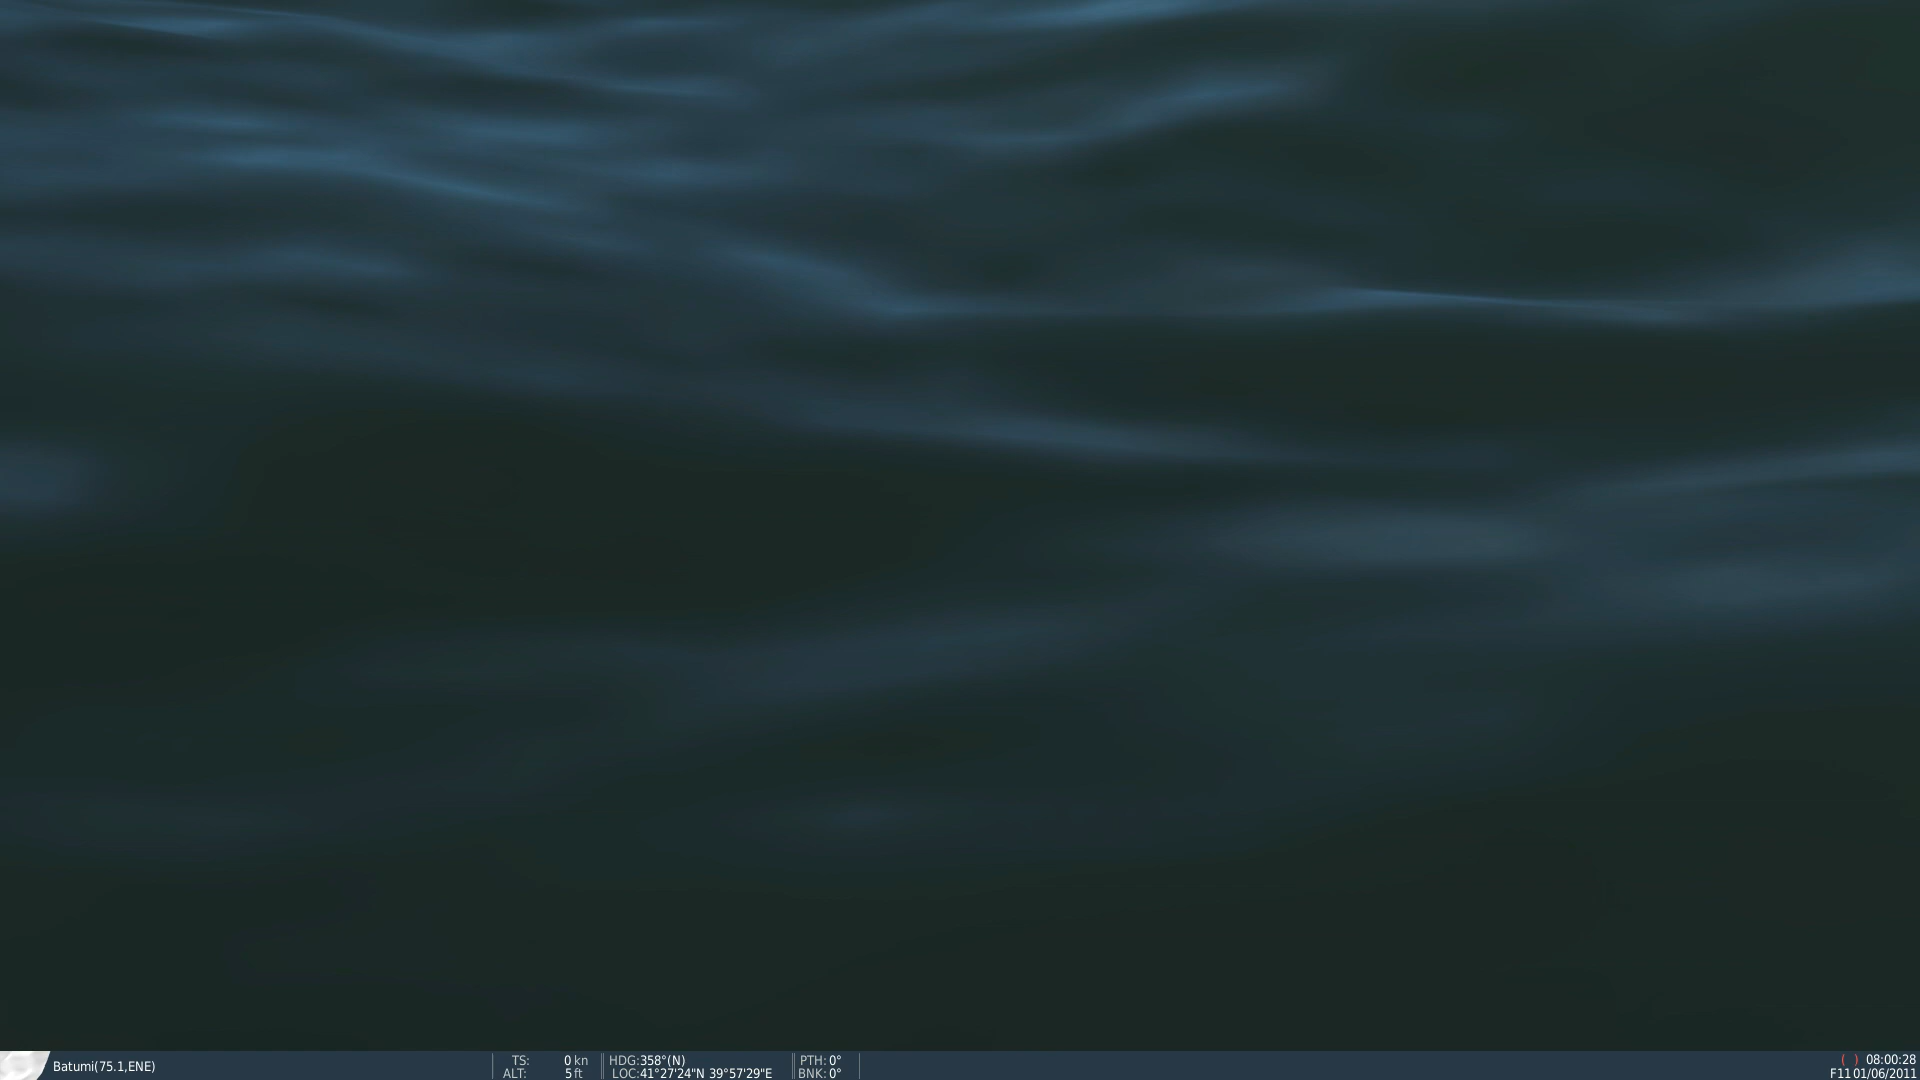 Batumi(75.1,ENE)
TS: 0 kn
ALT: 5 ft
HDG:358°(N)
LOC:41°27'24"N 39°57'29"E
PTH: 0°
BNK: 0°
( ) 08:00:28
F11 01/06/2011